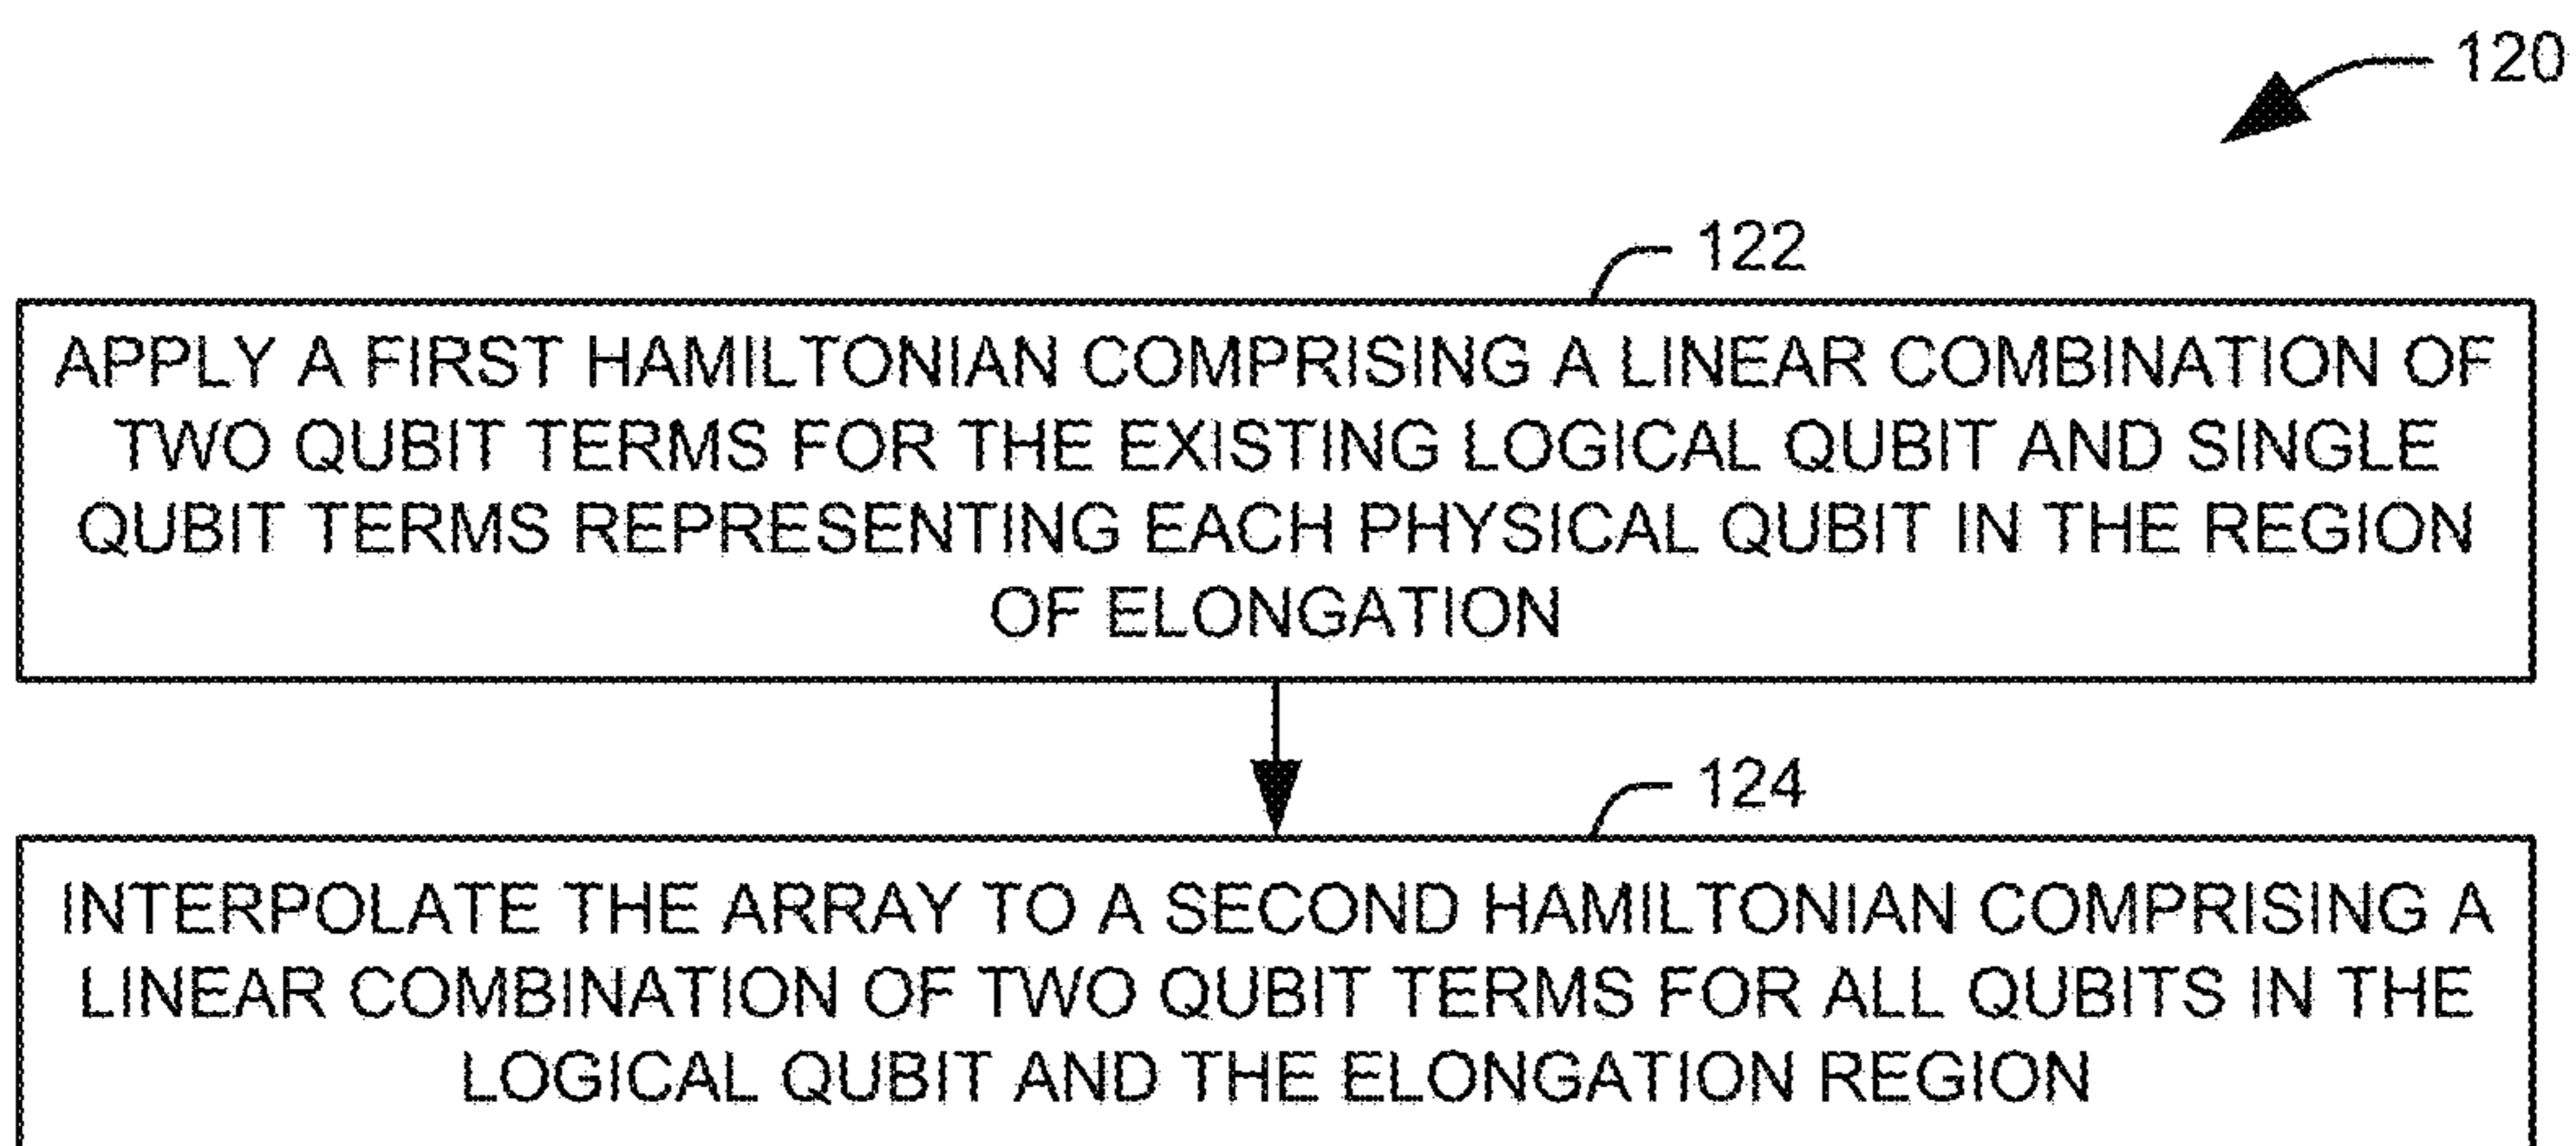 120
122
APPLY A FIRST HAMILTONIAN COMPRISING A LINEAR COMBINATION OF
TWO QUBIT TERMS FOR THE EXISTING LOGICAL QUBIT AND SINGLE
QUBIT TERMS REPRESENTING EACH PHYSICAL QUBIT IN THE REGION
OF ELONGATION
124
INTERPOLATE THE ARRAY TO A SECOND HAMILTONIAN COMPRISING A
LINEAR COMBINATION OF TWO QUBIT TERMS FOR ALL QUBITS IN THE
LOGICAL QUBIT AND THE ELONGATION REGION